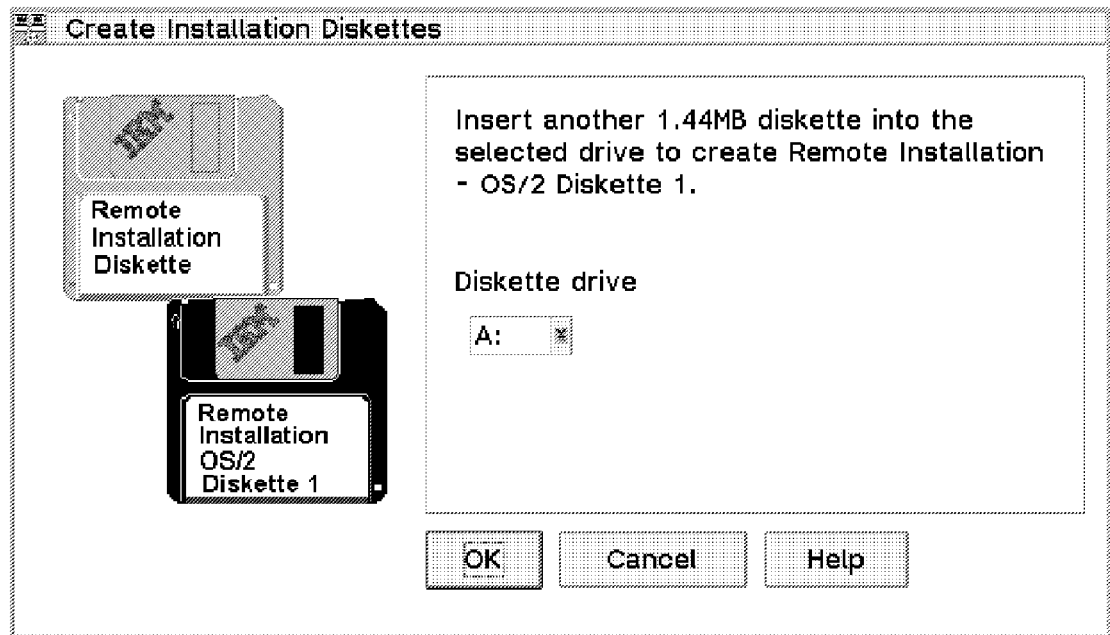 Create Installation Diskettes
IBM
Remote
Installation
Diskette
IBM
Remote
Installation
OS/2
Diskette 1
Insert another 1.44MB diskette into the
selected drive to create Remote Installation
- OS/2 Diskette 1.
Diskette drive
A:
OK
Cancel
Help